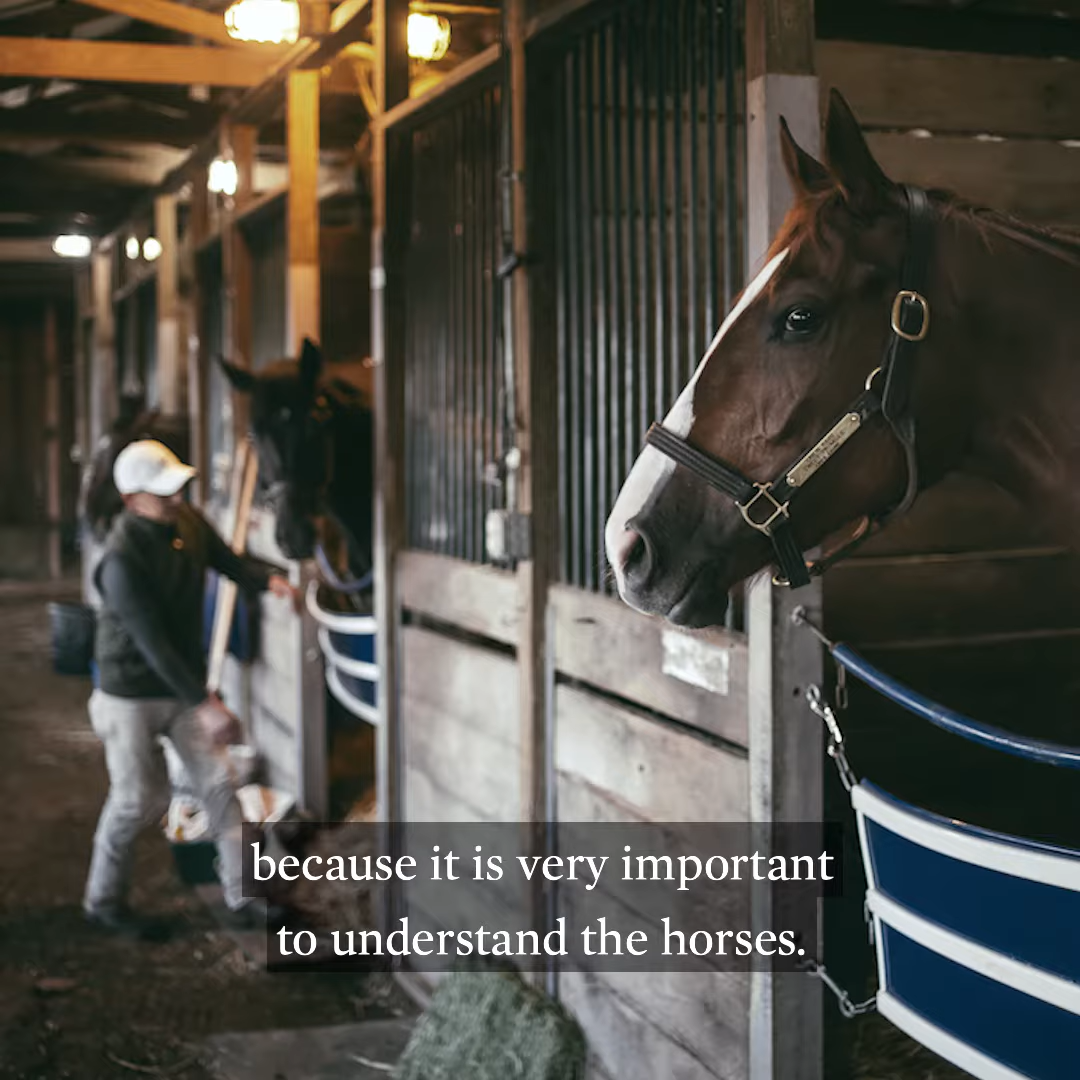 because it is very important
to understand the horses.